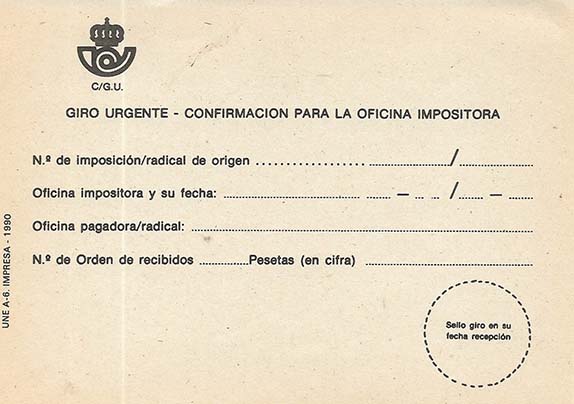 C/G.U.
GIRO URGENTE - CONFIRMACION PARA LA OFICINA IMPOSITORA
N.º de imposición/radical de origen .................. ........................../........................
Oficina impositora y su fecha: .................................... ....... – .... .... / ........ – .........
Oficina pagadora/radical: ..........................................................................................
N.º de Orden de recibidos .............Pesetas (en cifra) .............................................
Sello giro en su
fecha recepción
UNE A-6. IMPRESA - 1990